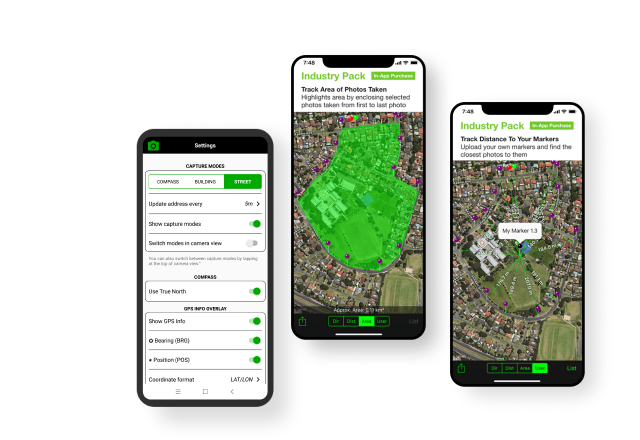 Settings
CAPTURE MODES
COMPASS BUILDING STREET
Update address every 5m
Show capture modes
Switch modes in camera view
You can also switch between capture modes by tapping
at the top of camera view."
COMPASS
Use True North
GPS INFO OVERLAY
Show GPS Info
Bearing (BRG)
Position (POS)
Coordinate format LAT/LON
7:48
Industry Pack In-App Purchase
Track Area of Photos Taken
Highlights area by enclosing selected
photos taken from first to last photo
Approx. Area: 0.11 km²
Dir Dist Area User List
7:48
Industry Pack In-App Purchase
Track Distance To Your Markers
Upload your own markers and find the
closest photos to them
My Marker 1.3
Dir Dist Area User List